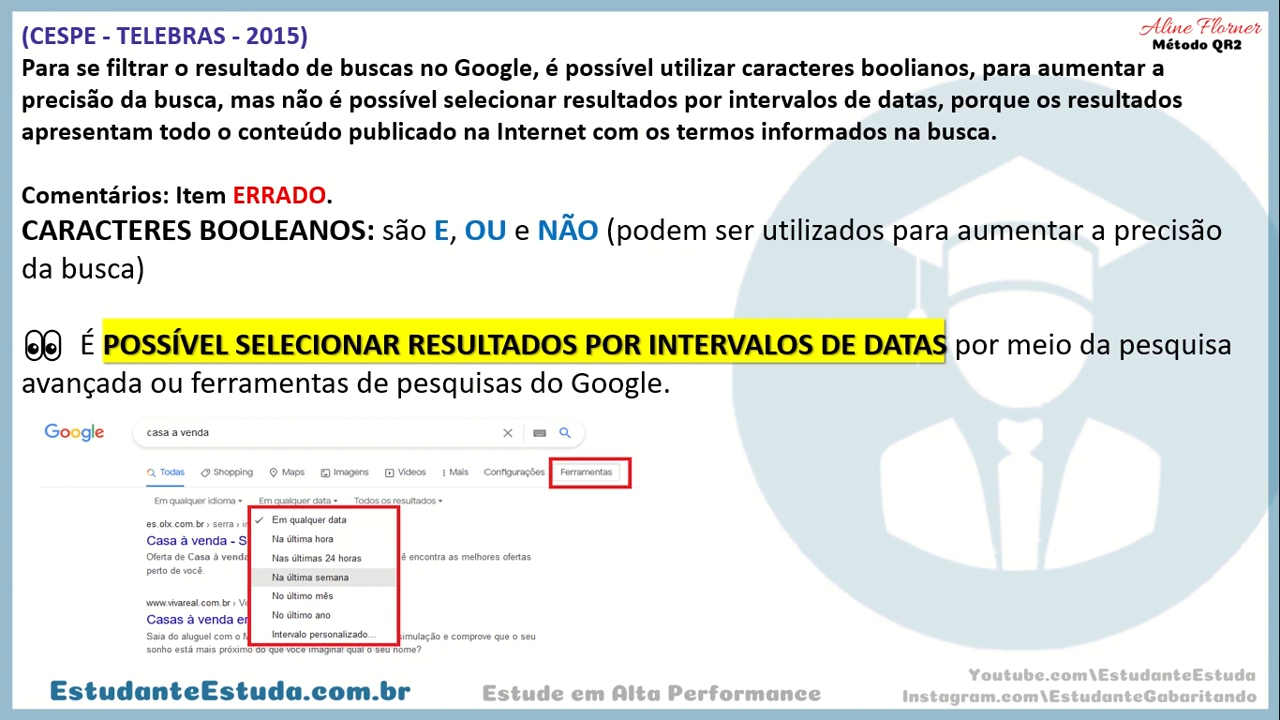 (CESPE - TELEBRAS - 2015)
Aline Florner
Método QR2
Para se filtrar o resultado de buscas no Google, é possível utilizar caracteres boolianos, para aumentar a
precisão da busca, mas não é possível selecionar resultados por intervalos de datas, porque os resultados
apresentam todo o conteúdo publicado na Internet com os termos informados na busca.
Comentários: Item ERRADO.
CARACTERES BOOLEANOS: são E, OU e NÃO (podem ser utilizados para aumentar a precisão
da busca)
É POSSÍVEL SELECIONAR RESULTADOS POR INTERVALOS DE DATAS por meio da pesquisa
avançada ou ferramentas de pesquisas do Google.
Google casa a venda
Todas Shopping Maps Imagens Vídeos Mais Configurações Ferramentas
Em qualquer idioma Em qualquer data Todos os resultados
Em qualquer data
Na última hora
Nas últimas 24 horas
Na última semana
No último mês
No último ano
Intervalo personalizado...
es.olx.com.br › serra › i
Casa à venda - S
Oferta de Casa à venda ê encontra as melhores ofertas
perto de você.
www.vivareal.com.br › Ve
Casas à venda e
Saia do aluguel com o M simulação e comprove que o seu
sonho está mais próximo do que você imagina! qual o seu nome?
EstudanteEstuda.com.br
Estude em Alta Performance
Youtube.com\EstudanteEstuda
Instagram.com\EstudanteGabaritando